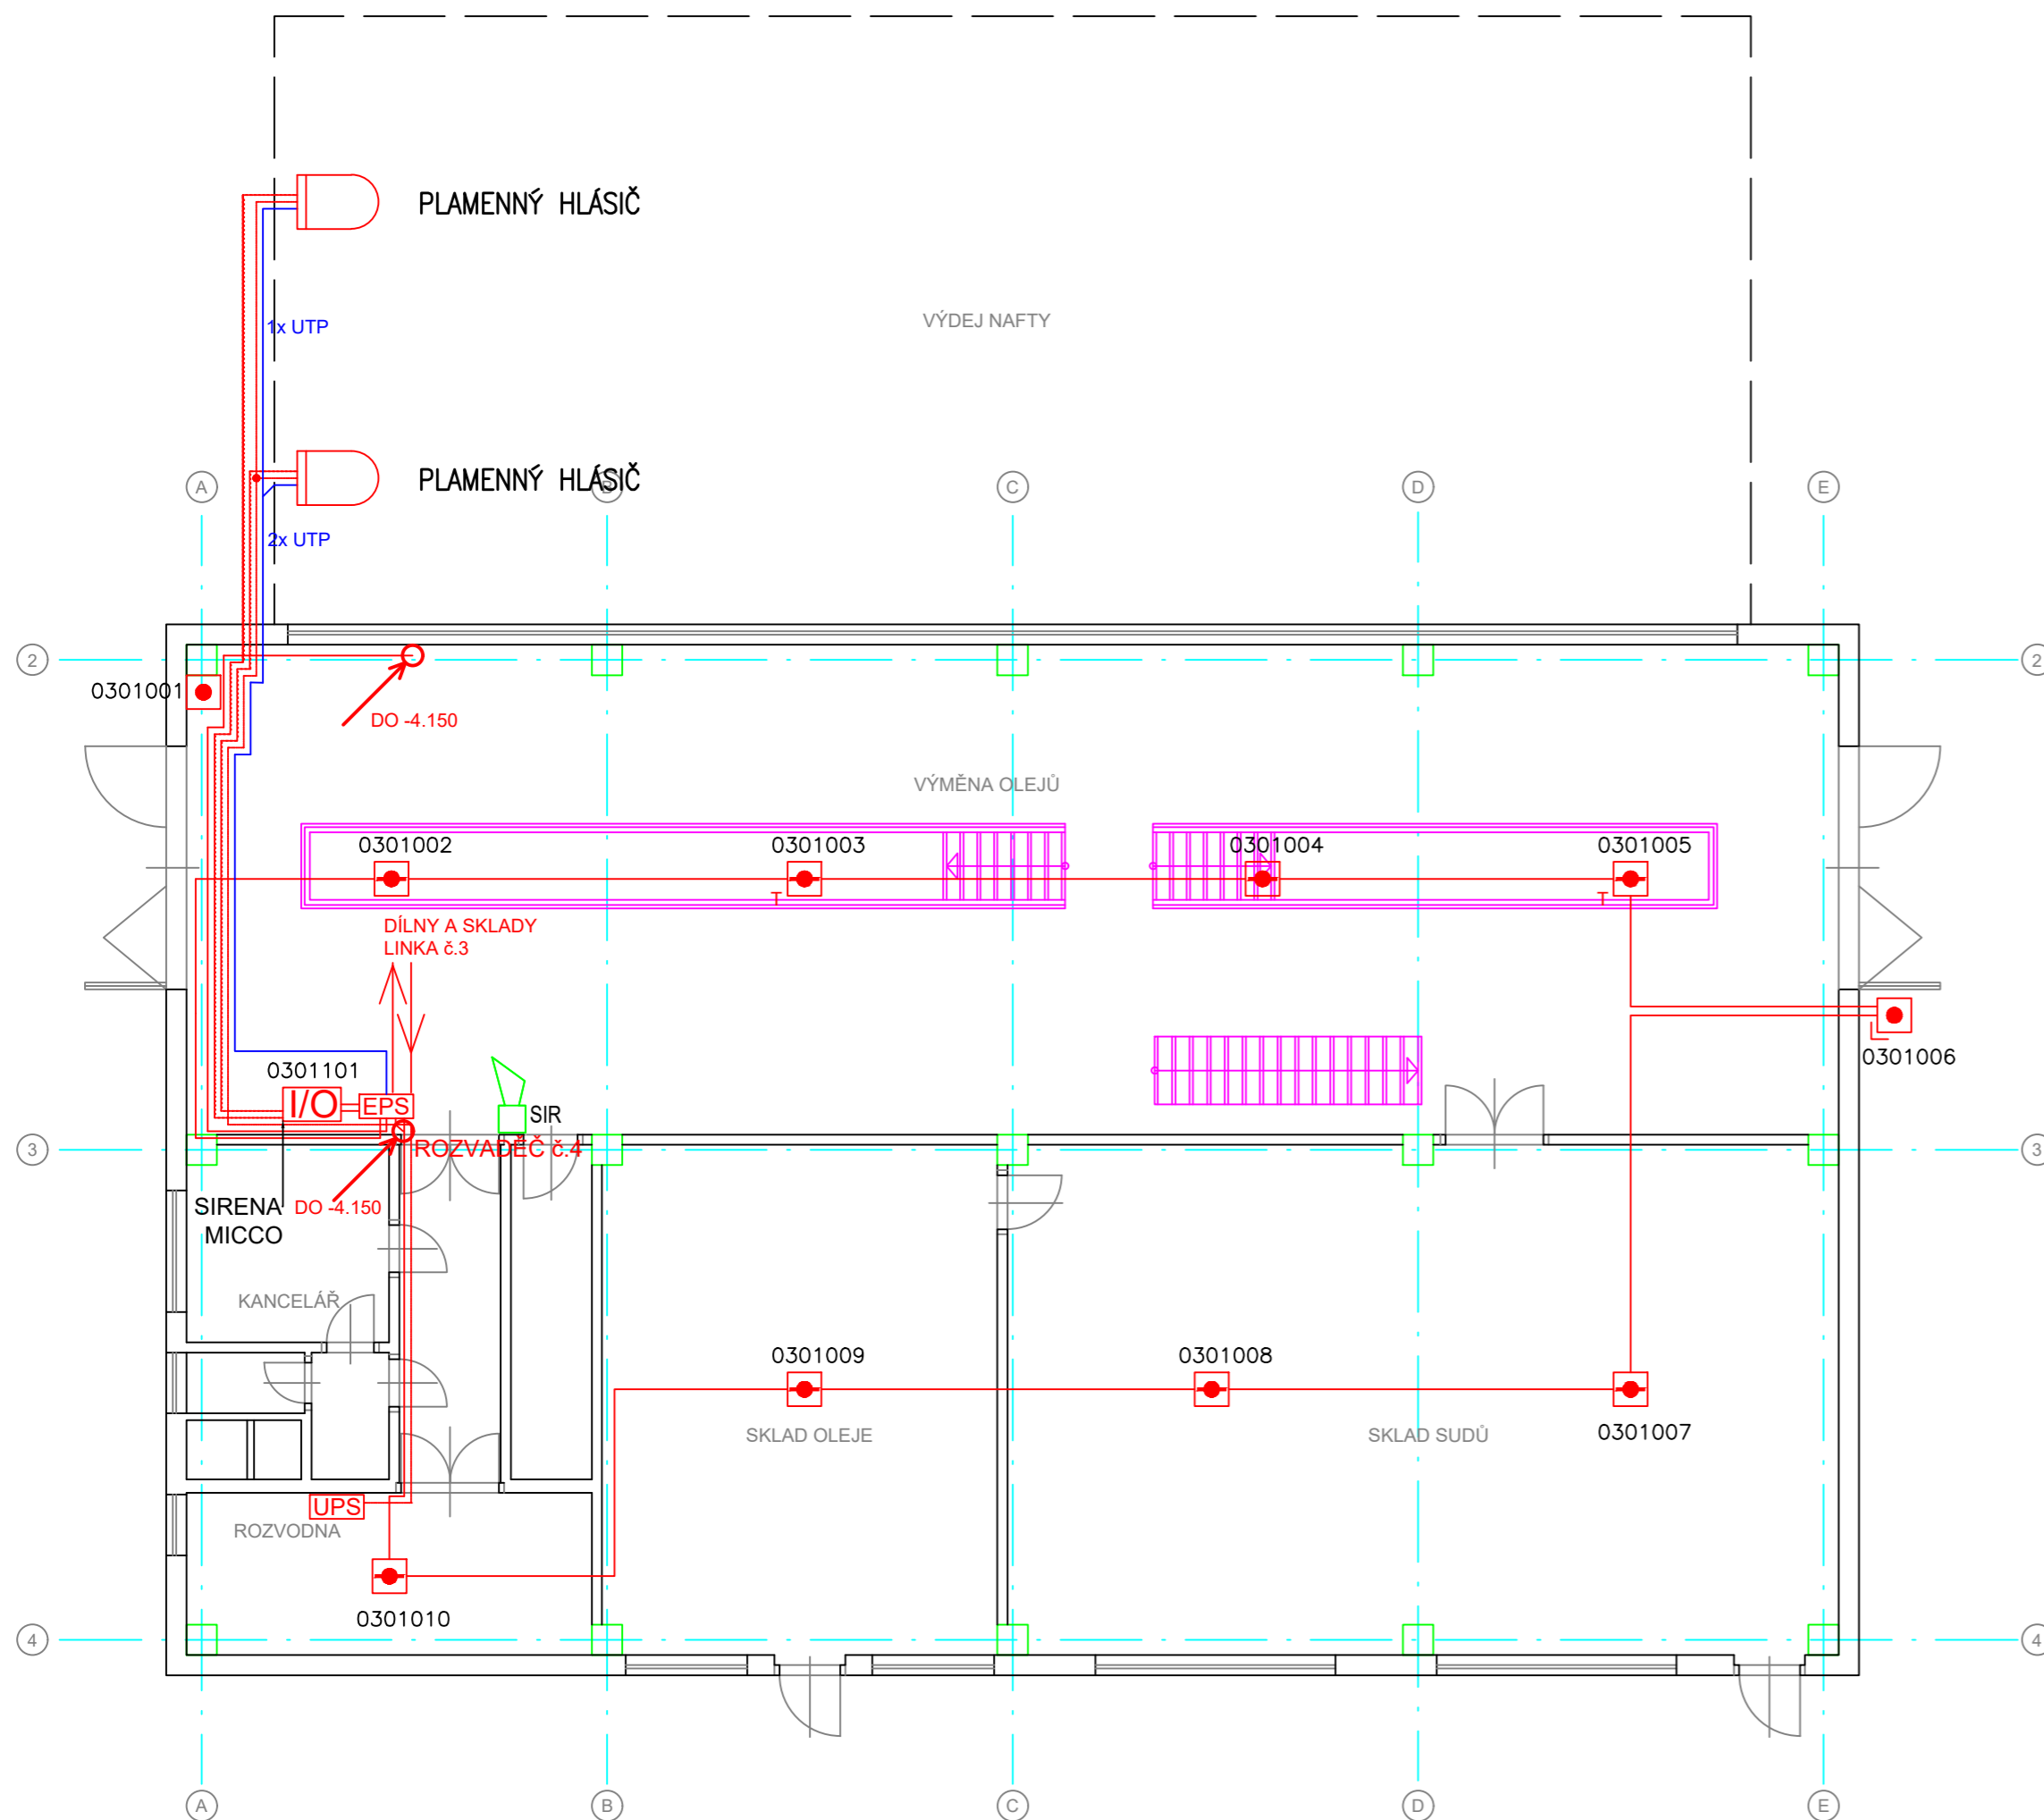 PLAMENNÝ HLÁSIČ
1x UTP
VÝDEJ NAFTY
PLAMENNÝ HLÁSIČ
A
B
C
D
E
2x UTP
2
2
0301001
DO -4.150
VÝMĚNA OLEJŮ
0301002
0301003
0301004
0301005
T
T
DÍLNY A SKLADY
LINKA č.3
0301006
0301101
I/O
EPS
SIR
3
ROZVADĚČ č.4
3
SIRENA
MICCO
DO -4.150
KANCELÁŘ
0301009
0301008
SKLAD OLEJE
SKLAD SUDŮ
0301007
UPS
ROZVODNA
0301010
4
4
A
B
C
D
E